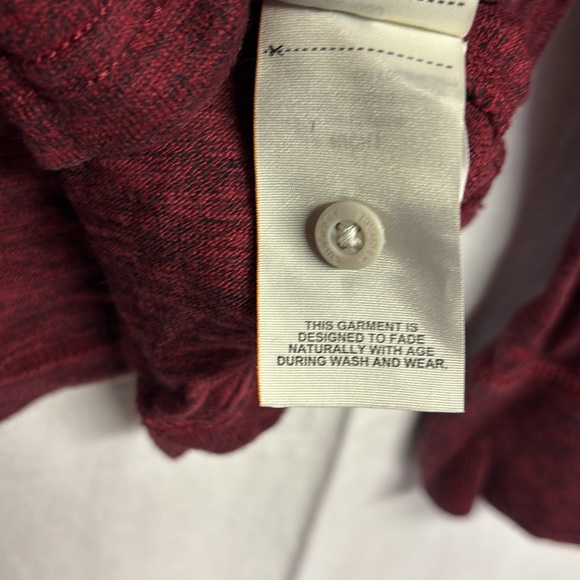 THIS GARMENT IS
DESIGNED TO FADE
NATURALLY WITH AGE
DURING WASH AND WEAR.